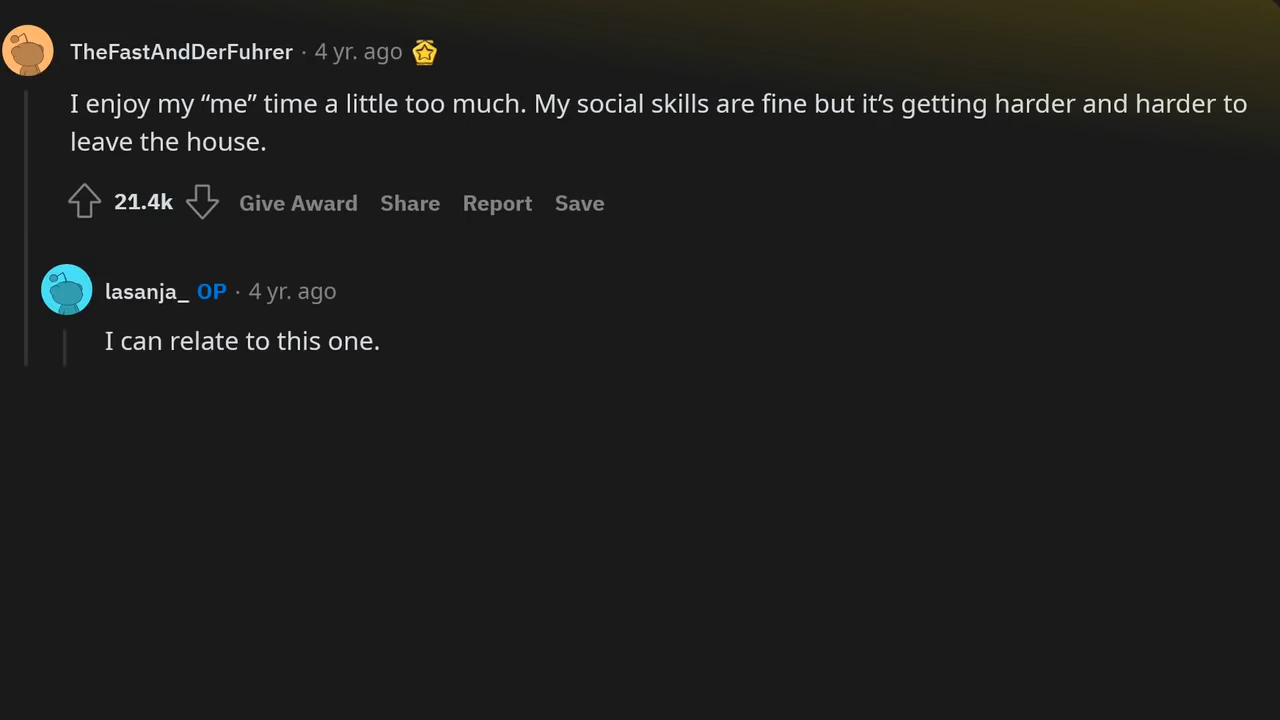 TheFastAndDerFuhrer · 4 yr. ago
I enjoy my “me” time a little too much. My social skills are fine but it’s getting harder and harder to
leave the house.
21.4k Give Award Share Report Save
lasanja_ OP · 4 yr. ago
I can relate to this one.